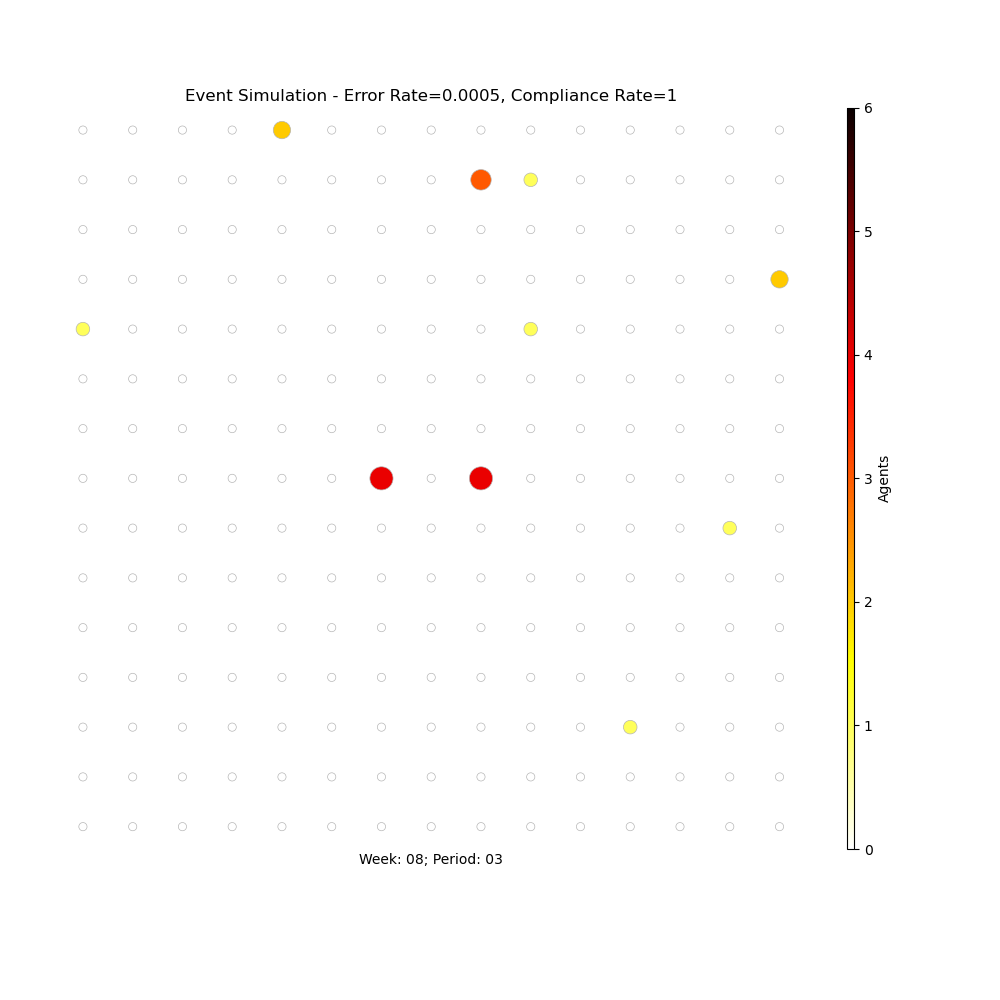 Event Simulation - Error Rate=0.0005, Compliance Rate=1
6
5
4
3
2
1
0
Agents
Week: 08; Period: 03